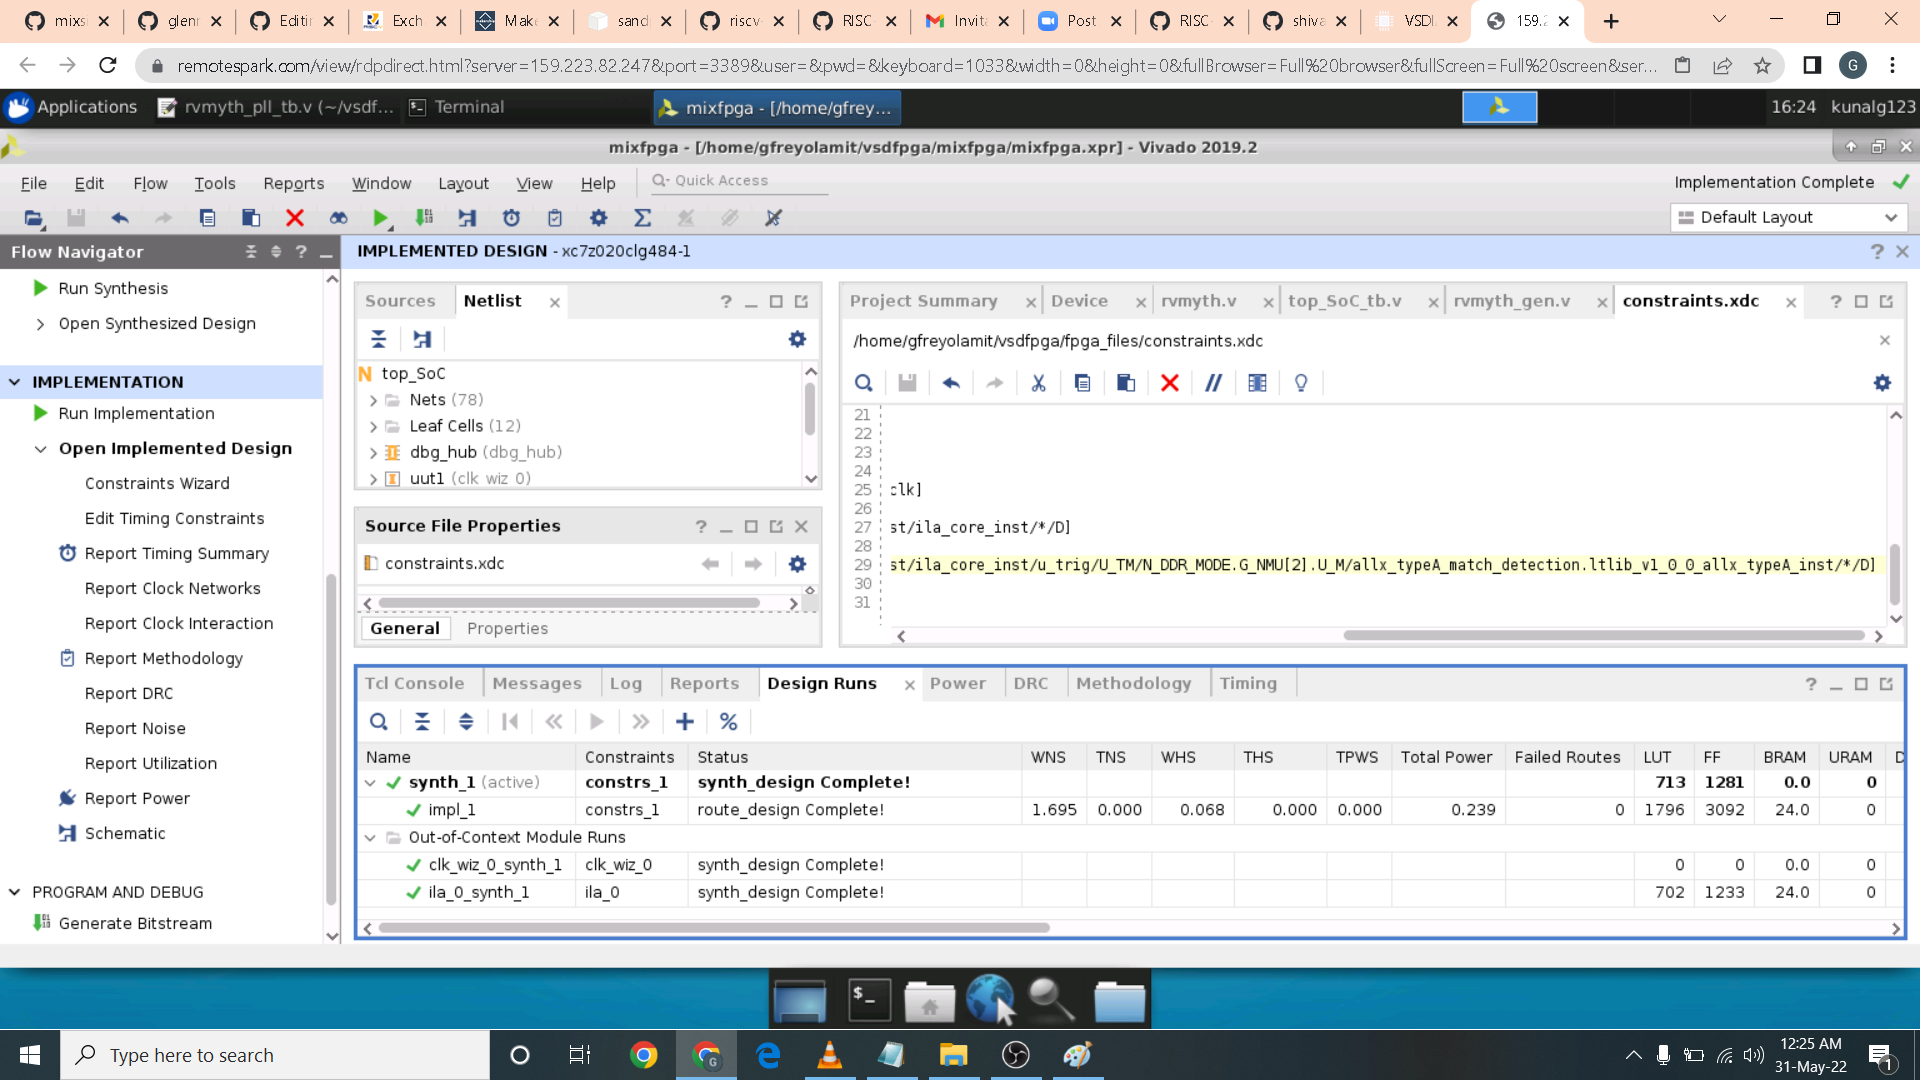 mixsi
glenr
Editir
Exch
Make
sand
riscv-
RISC-
Invita
Post
RISC-
shiva
VSDI
159.2
remotespark.com/view/rdpdirect.html?server=159.223.82.247&port=3389&user=&pwd=&keyboard=1033&width=0&height=0&fullBrowser=Full%20browser&fullScreen=Full%20screen&ser...
G
Applications
rvmyth_pll_tb.v (~/vsdf...
Terminal
mixfpga - [/home/gfrey...
16:24
kunalg123
mixfpga - [/home/gfreyolamit/vsdfpga/mixfpga/mixfpga.xpr] - Vivado 2019.2
File Edit Flow Tools Reports Window Layout View Help
Quick Access
Implementation Complete
Default Layout
Flow Navigator
Run Synthesis
Open Synthesized Design
IMPLEMENTATION
Run Implementation
Open Implemented Design
Constraints Wizard
Edit Timing Constraints
Report Timing Summary
Report Clock Networks
Report Clock Interaction
Report Methodology
Report DRC
Report Noise
Report Utilization
Report Power
Schematic
PROGRAM AND DEBUG
Generate Bitstream
IMPLEMENTED DESIGN - xc7z020clg484-1
Sources Netlist
N top_SoC
Nets (78)
Leaf Cells (12)
dbg_hub (dbg_hub)
uut1 (clk_wiz_0)
Source File Properties
constraints.xdc
General Properties
Project Summary Device rvmyth.v top_SoC_tb.v rvmyth_gen.v constraints.xdc
/home/gfreyolamit/vsdfpga/fpga_files/constraints.xdc
21
22
23
24
25 clk]
26
27 st/ila_core_inst/*/D]
28
29 st/ila_core_inst/u_trig/U_TM/N_DDR_MODE.G_NMU[2].U_M/allx_typeA_match_detection.ltlib_v1_0_0_allx_typeA_inst/*/D]
30
31
Tcl Console Messages Log Reports Design Runs Power DRC Methodology Timing
Name Constraints Status WNS TNS WHS THS TPWS Total Power Failed Routes LUT FF BRAM URAM D
synth_1 (active) constrs_1 synth_design Complete! 713 1281 0.0 0
impl_1 constrs_1 route_design Complete! 1.695 0.000 0.068 0.000 0.000 0.239 0 1796 3092 24.0 0
Out-of-Context Module Runs
clk_wiz_0_synth_1 clk_wiz_0 synth_design Complete! 0 0 0.0 0
ila_0_synth_1 ila_0 synth_design Complete! 702 1233 24.0 0
Type here to search
12:25 AM
31-May-22
1